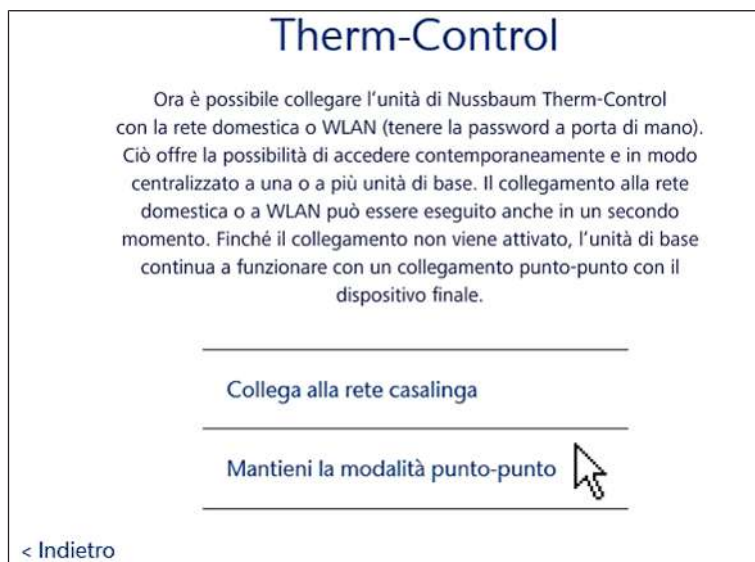 Therm-Control
Ora è possibile collegare l'unità di Nussbaum Therm-Control
con la rete domestica o WLAN (tenere la password a porta di mano).
Ciò offre la possibilità di accedere contemporaneamente e in modo
centralizzato a una o a più unità di base. Il collegamento alla rete
domestica o a WLAN può essere eseguito anche in un secondo
momento. Finché il collegamento non viene attivato, l'unità di base
continua a funzionare con un collegamento punto-punto con il
dispositivo finale.
Collega alla rete casalinga
Mantieni la modalità punto-punto
< Indietro